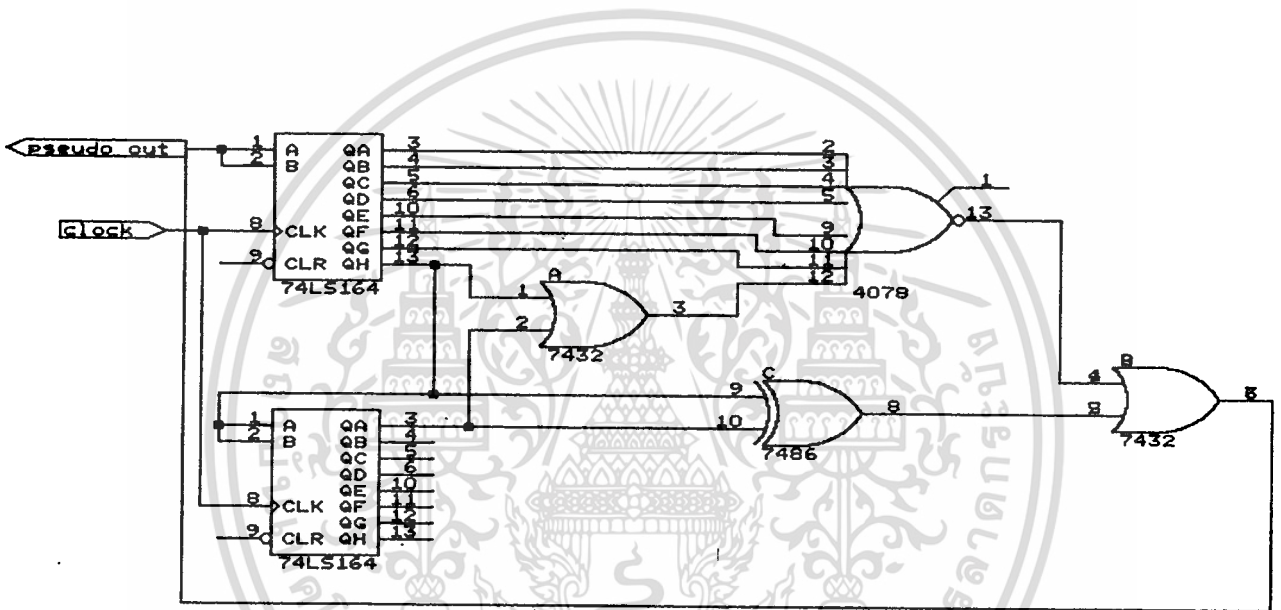 pseudo out
clock
1 A QA 3
2 B QB 4
QC 5
QD 6
QE 10
8 CLK QF 11
QG 12
9 CLR QH 13
74LS164
2
3
4
5
9
10
11
12
1
13
4078
A
1
2
3
7432
1 A QA 3
2 B QB 4
QC 5
QD 6
QE 10
8 CLK QF 11
QG 12
9 CLR QH 13
74LS164
C
9
10
8
7486
B
4
8
7432